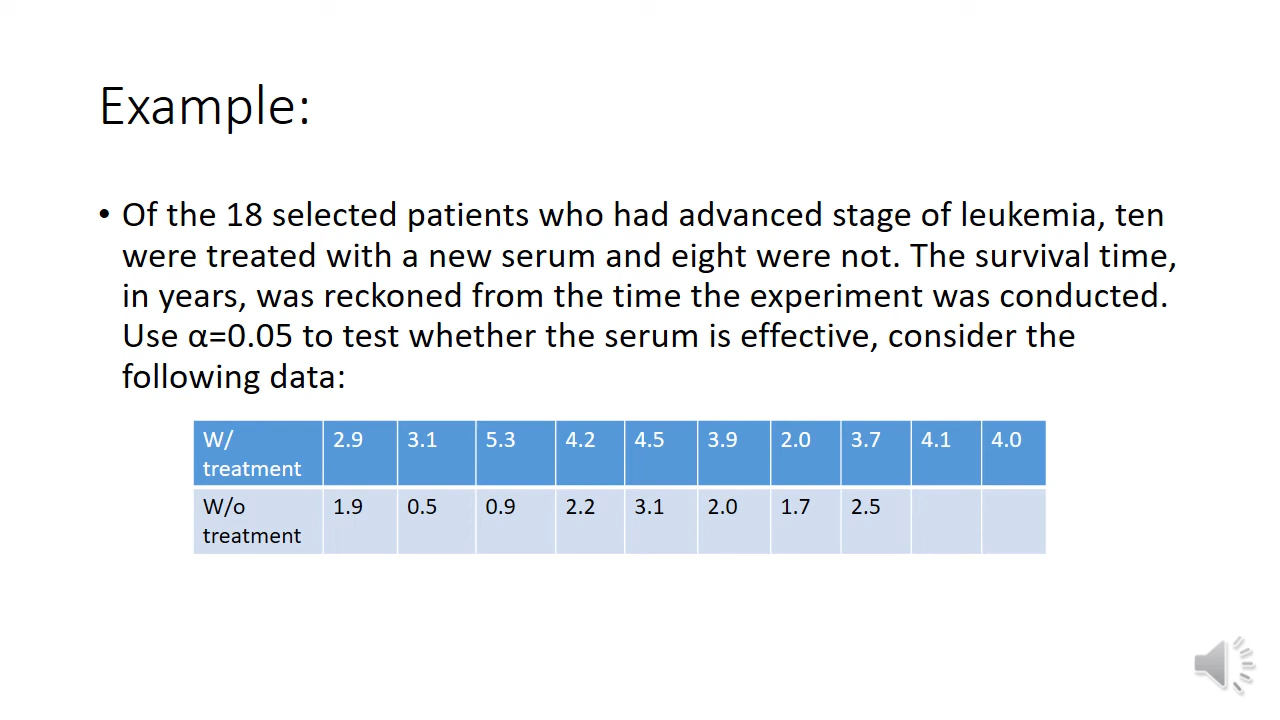 Example:
• Of the 18 selected patients who had advanced stage of leukemia, ten
were treated with a new serum and eight were not. The survival time,
in years, was reckoned from the time the experiment was conducted.
Use α=0.05 to test whether the serum is effective, consider the
following data:
W/ 2.9 3.1 5.3 4.2 4.5 3.9 2.0 3.7 4.1 4.0
treatment
W/o 1.9 0.5 0.9 2.2 3.1 2.0 1.7 2.5
treatment